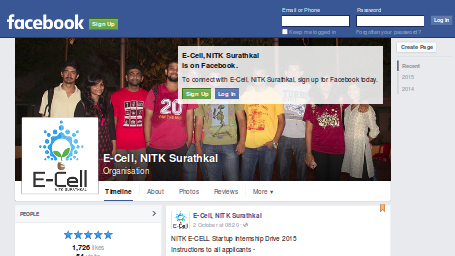 facebook
Sign Up
Email or Phone
Password
Log In
Keep me logged in
Forgotten your password?
E-Cell, NITK Surathkal
is on Facebook.
To connect with E-Cell, NITK Surathkal, sign up for Facebook today.
Sign Up
Log In
Create Page
Recent
2015
2014
20
E-Cell
NITK SURATHKAL
E-Cell, NITK Surathkal
Organisation
Timeline
About
Photos
Reviews
More
PEOPLE
1,726 likes
E-Cell
E-Cell, NITK Surathkal
2 October at 08:20
NITK E-CELL Startup Internship Drive 2015
Instructions to all applicants -